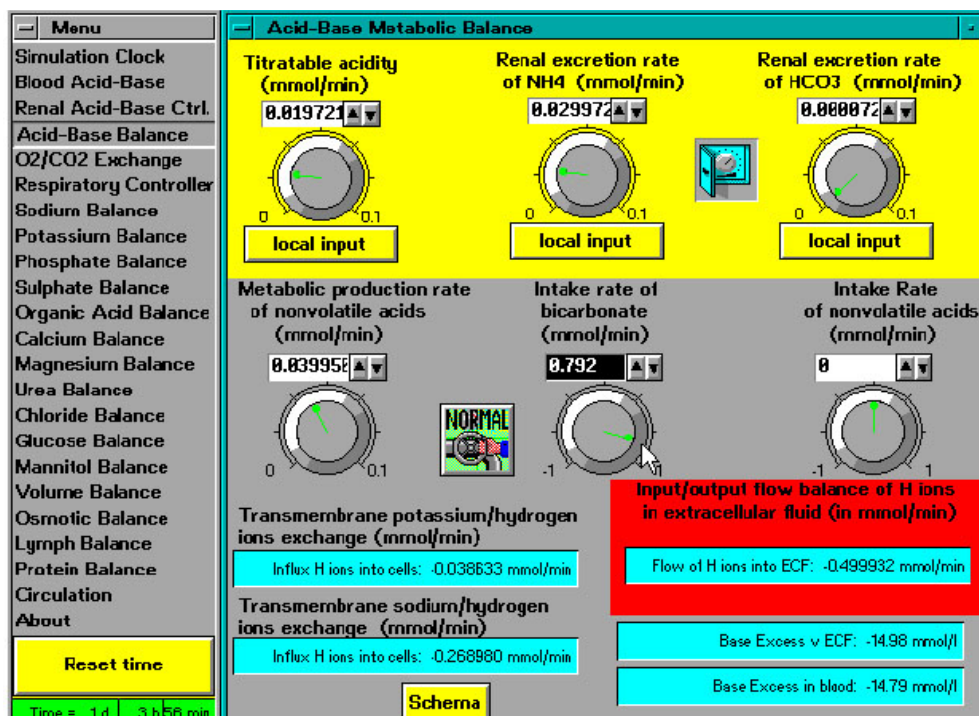 Menu
Simulation Clock
Blood Acid-Base
Renal Acid-Base Ctrl.
Acid-Base Balance
O2/CO2 Exchange
Respiratory Controller
Sodium Balance
Potassium Balance
Phosphate Balance
Sulphate Balance
Organic Acid Balance
Calcium Balance
Magnesium Balance
Urea Balance
Chloride Balance
Glucose Balance
Mannitol Balance
Volume Balance
Osmotic Balance
Lymph Balance
Protein Balance
Circulation
About
Reset time
Time = 1 d 3 h 56 min
Acid-Base Metabolic Balance
Titratable acidity
(mmol/min)
0.019721
0 0.1
local input
Renal excretion rate
of NH4 (mmol/min)
0.029972
0 0.1
local input
Renal excretion rate
of HCO3 (mmol/min)
0.000072
0 0.1
local input
Metabolic production rate
of nonvolatile acids
(mmol/min)
0.03995
0 0.1
NORMAL
Intake rate of
bicarbonate
(mmol/min)
0.792
-1
Intake Rate
of nonvolatile acids
(mmol/min)
0
-1 1
Transmembrane potassium/hydrogen
ions exchange (mmol/min)
Influx H ions into cells: -0.038633 mmol/min
Transmembrane sodium/hydrogen
ions exchange (mmol/min)
Influx H ions into cells: -0.268980 mmol/min
Schema
Input/output flow balance of H ions
in extracellular fluid (in mmol/min)
Flow of H ions into ECF: -0.499932 mmol/min
Base Excess v ECF: -14.98 mmol/l
Base Excess in blood: -14.79 mmol/l